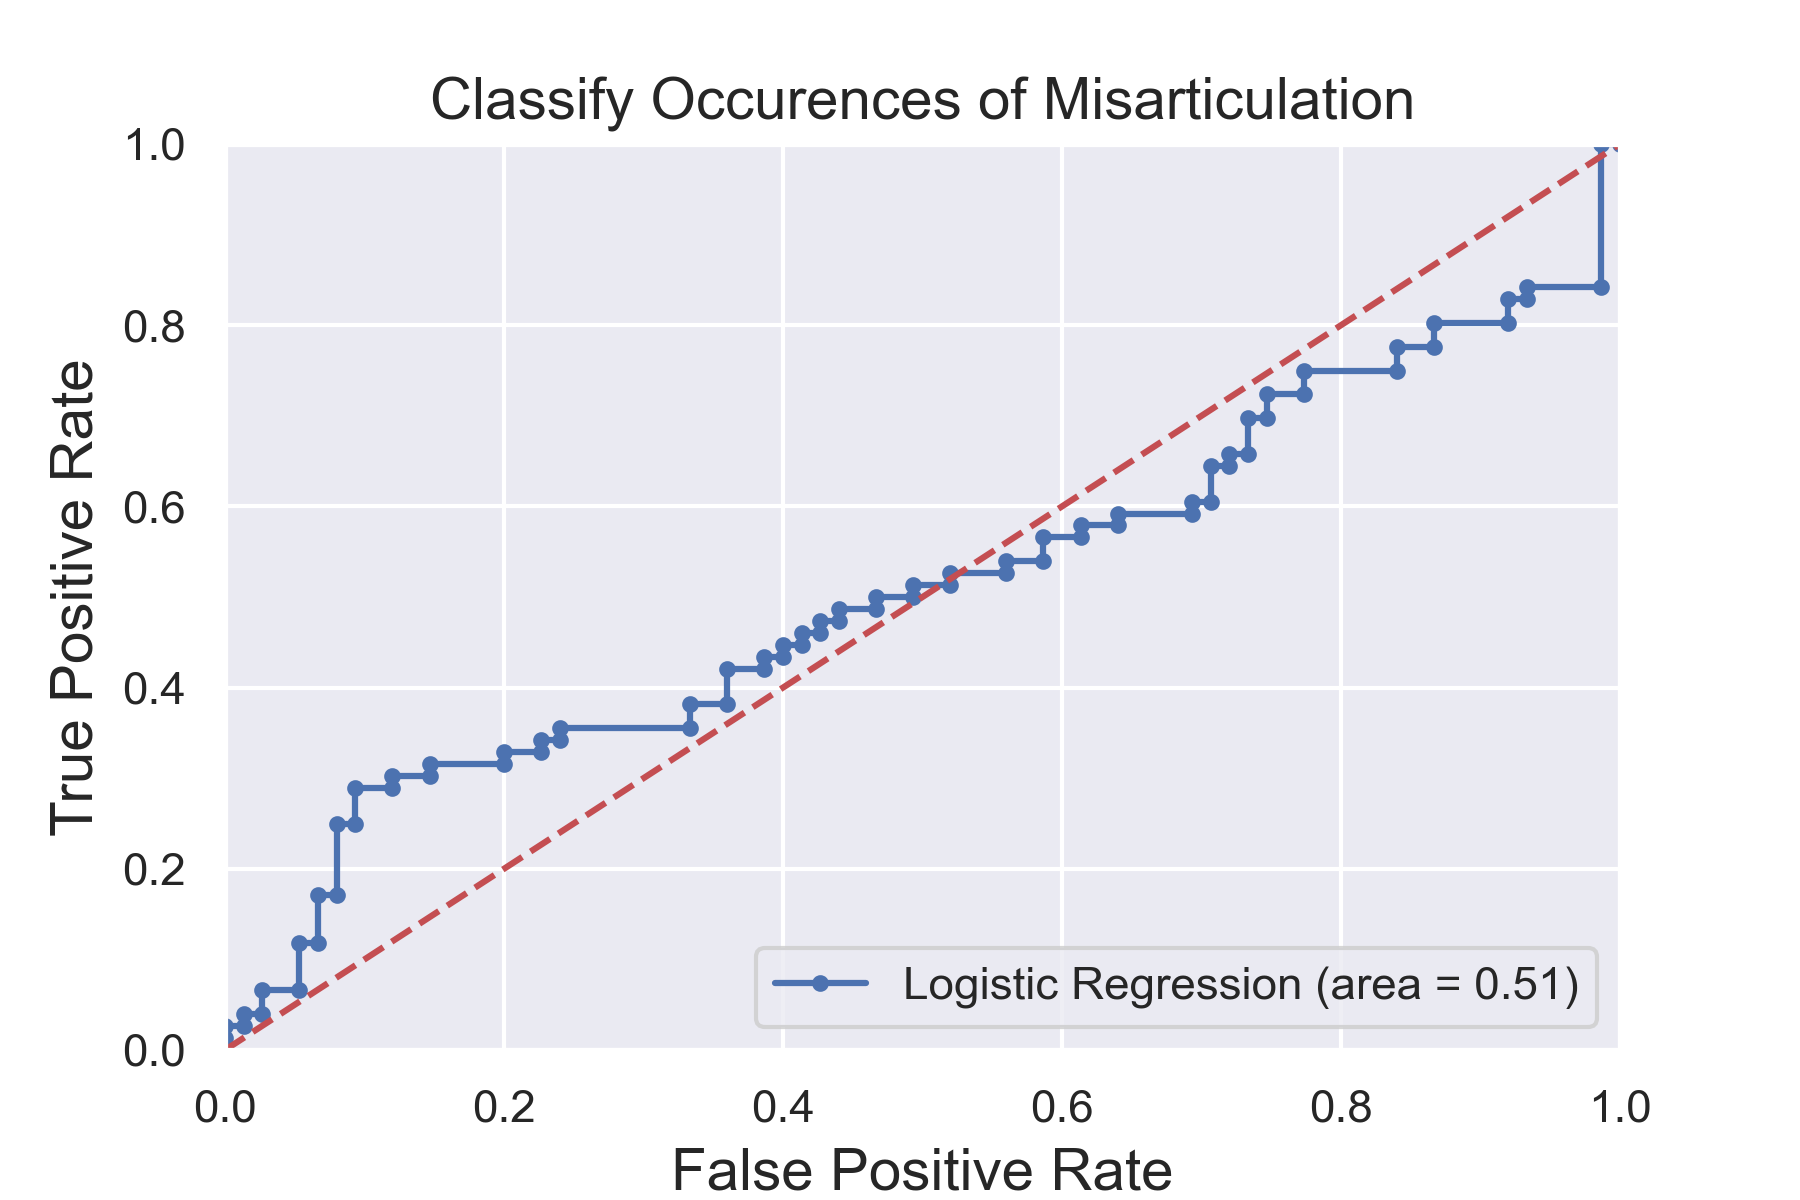 Classify Occurences of Misarticulation
1.0
0.8
0.6
0.4
0.2
0.0
True Positive Rate
Logistic Regression (area = 0.51)
0.0 0.2 0.4 0.6 0.8 1.0
False Positive Rate